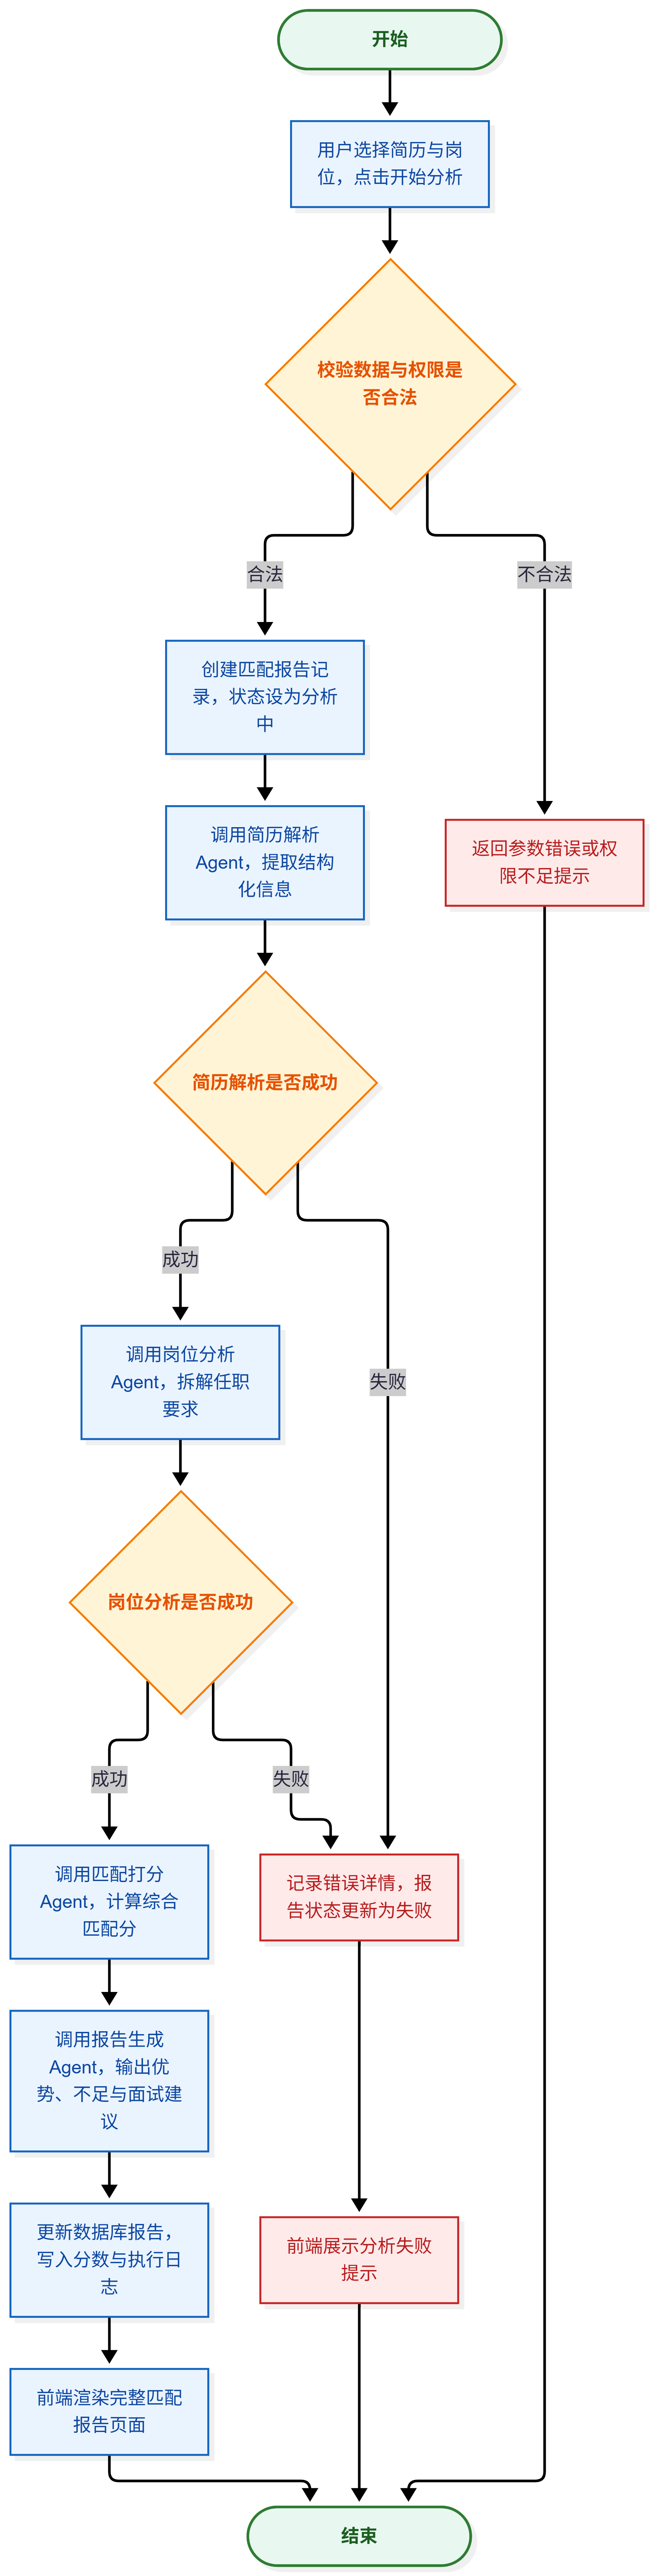 开始
用户选择简历与岗
位，点击开始分析
校验数据与权限是
否合法
合法
不合法
创建匹配报告记
录，状态设为分析
中
调用简历解析
Agent，提取结构
化信息
返回参数错误或权
限不足提示
简历解析是否成功
成功
失败
调用岗位分析
Agent，拆解任职
要求
岗位分析是否成功
成功
失败
调用匹配打分
Agent，计算综合
匹配分
记录错误详情，报
告状态更新为失败
调用报告生成
Agent，输出优
势、不足与面试建
议
更新数据库报告，
写入分数与执行日
志
前端展示分析失败
提示
前端渲染完整匹配
报告页面
结束